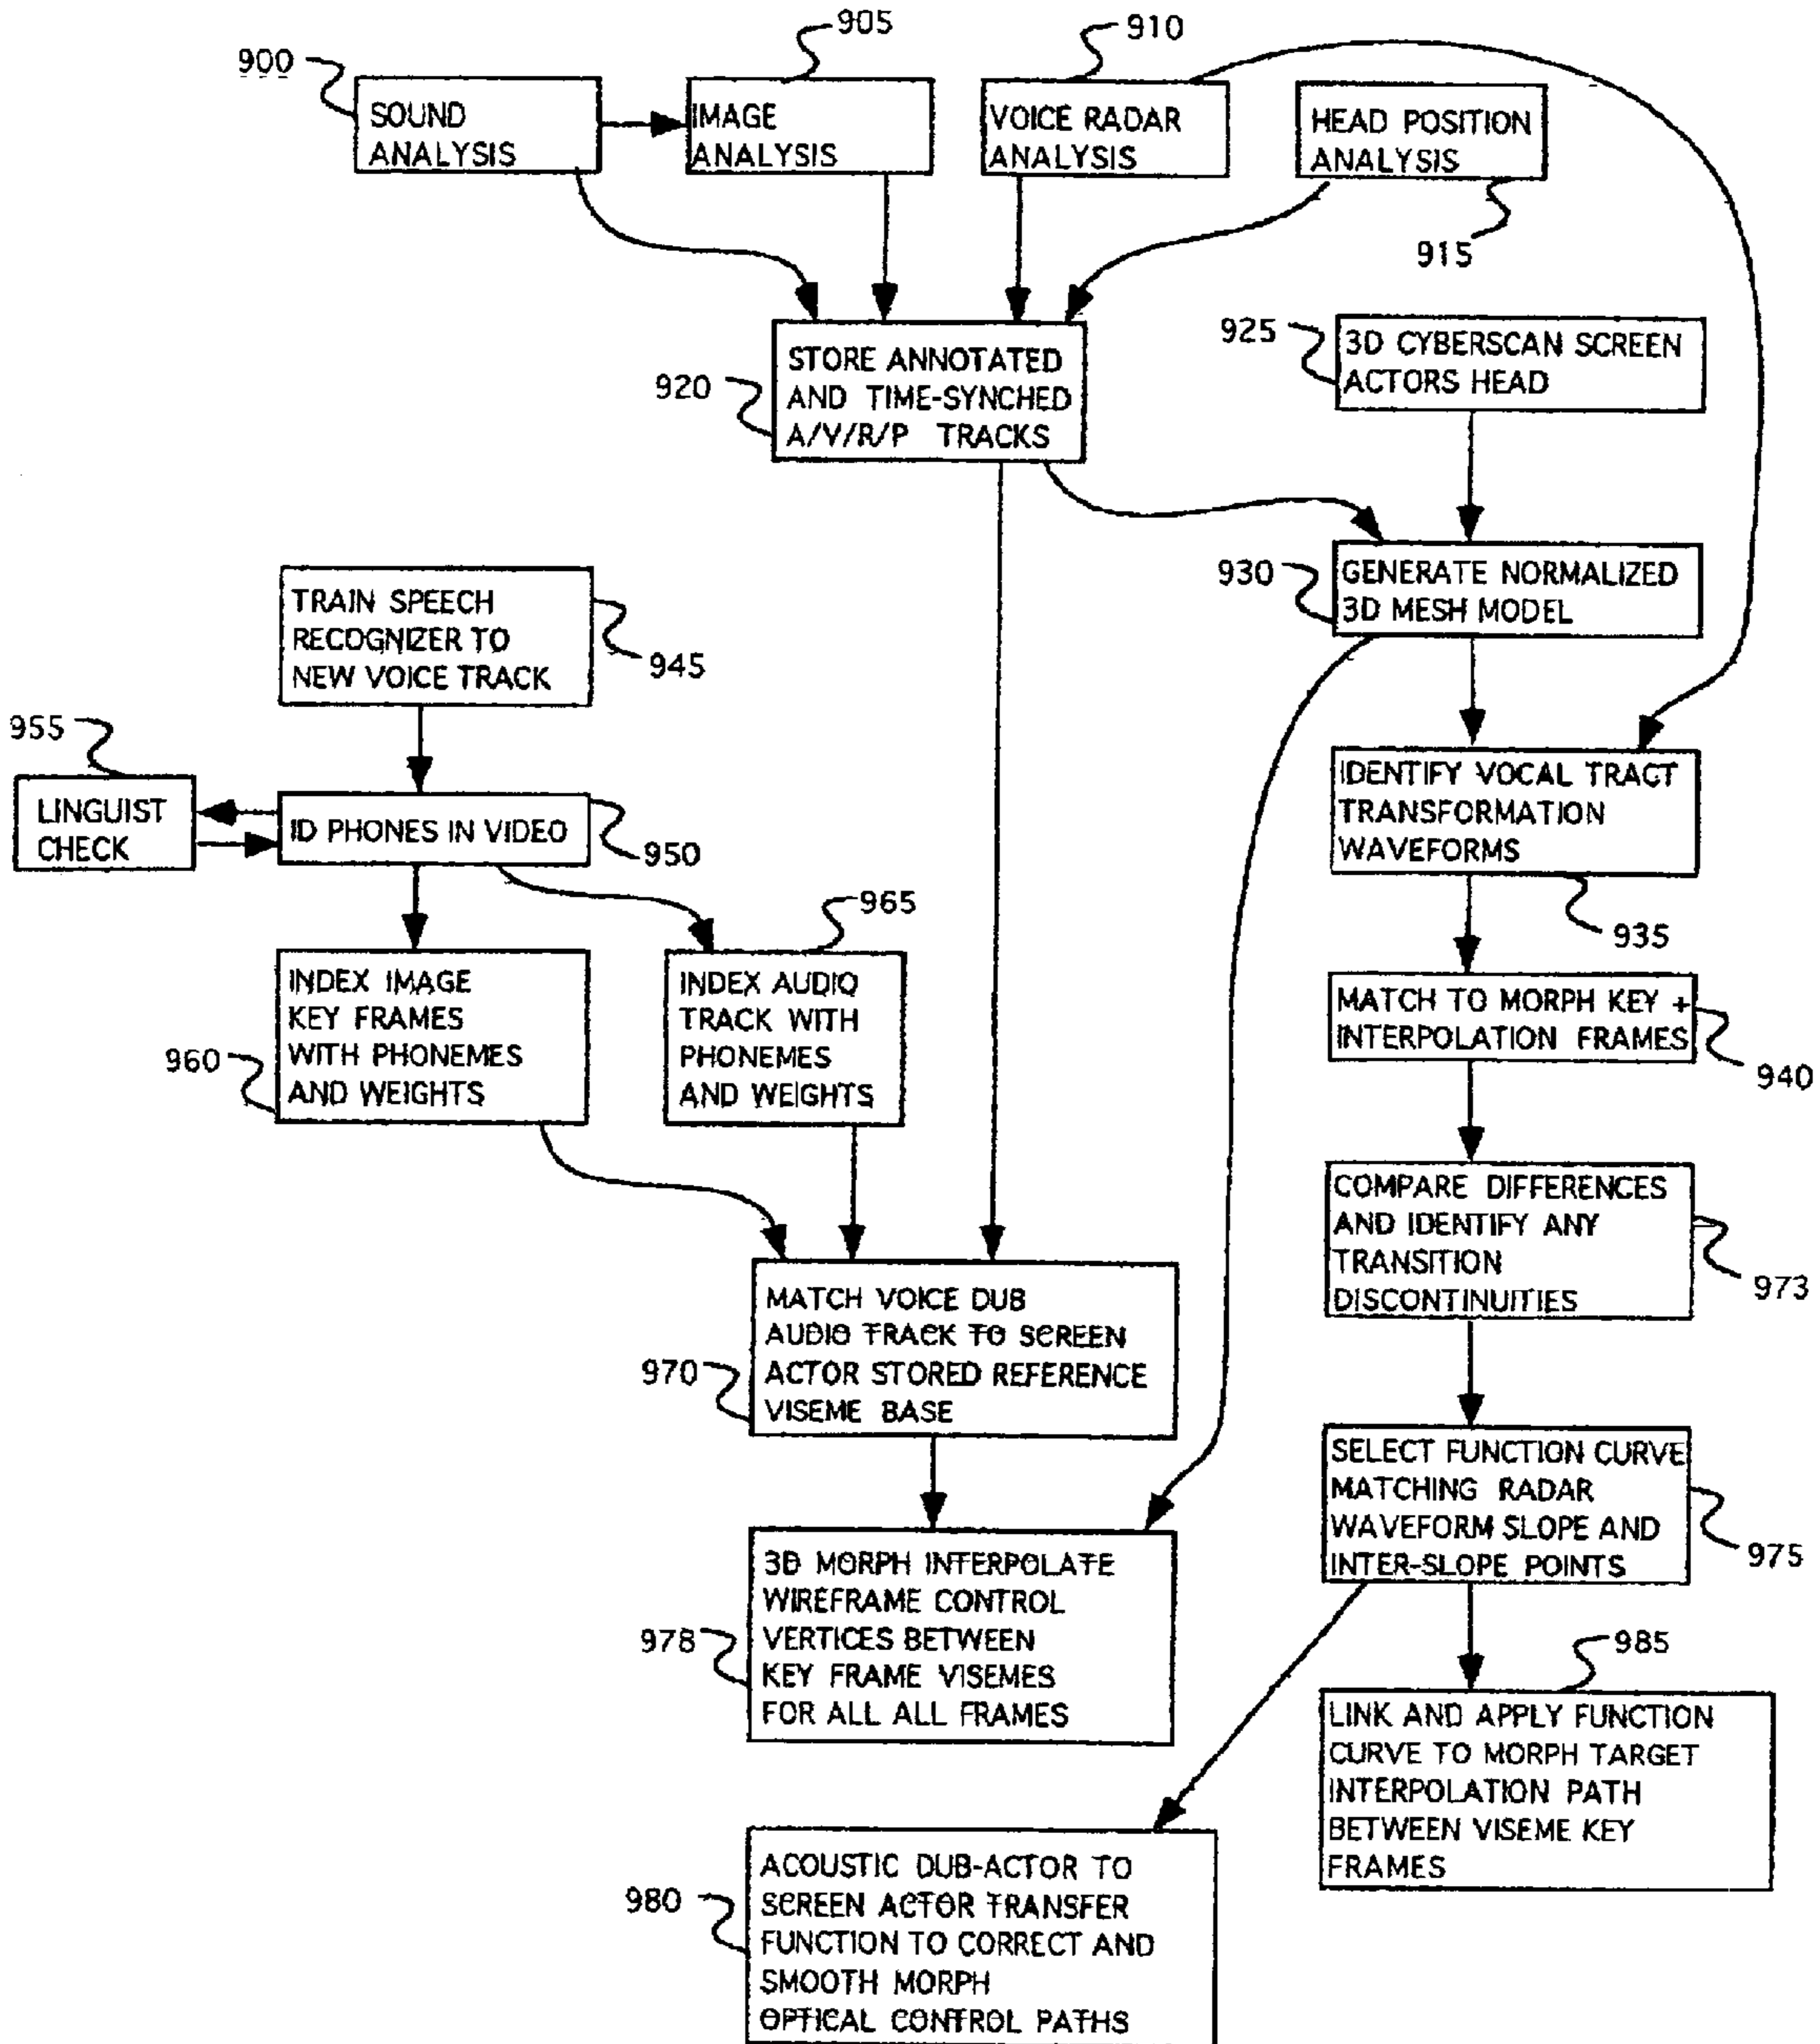 905
910
900
SOUND
ANALYSIS
IMAGE
ANALYSIS
VOICE RADAR
ANALYSIS
HEAD POSITION
ANALYSIS
915
925
3D CYBERSCAN SCREEN
ACTORS HEAD
920
STORE ANNOTATED
AND TIME-SYNCHED
A/V/R/P TRACKS
930
GENERATE NORMALIZED
3D MESH MODEL
TRAIN SPEECH
RECOGNIZER TO
NEW VOICE TRACK
945
955
LINGUIST
CHECK
ID PHONES IN VIDEO
950
IDENTIFY VOCAL TRACT
TRANSFORMATION
WAVEFORMS
935
965
960
INDEX IMAGE
KEY FRAMES
WITH PHONEMES
AND WEIGHTS
INDEX AUDIO
TRACK WITH
PHONEMES
AND WEIGHTS
MATCH TO MORPH KEY +
INTERPOLATION FRAMES
940
COMPARE DIFFERENCES
AND IDENTIFY ANY
TRANSITION
DISCONTINUITIES
973
970
MATCH VOICE DUB
AUDIO TRACK TO SCREEN
ACTOR STORED REFERENCE
VISEME BASE
SELECT FUNCTION CURVE
MATCHING RADAR
WAVEFORM SLOPE AND
INTER-SLOPE POINTS
975
978
3D MORPH INTERPOLATE
WIREFRAME CONTROL
VERTICES BETWEEN
KEY FRAME VISEMES
FOR ALL ALL FRAMES
985
LINK AND APPLY FUNCTION
CURVE TO MORPH TARGET
INTERPOLATION PATH
BETWEEN VISEME KEY
FRAMES
980
ACOUSTIC DUB-ACTOR TO
SCREEN ACTOR TRANSFER
FUNCTION TO CORRECT AND
SMOOTH MORPH
OPTICAL CONTROL PATHS